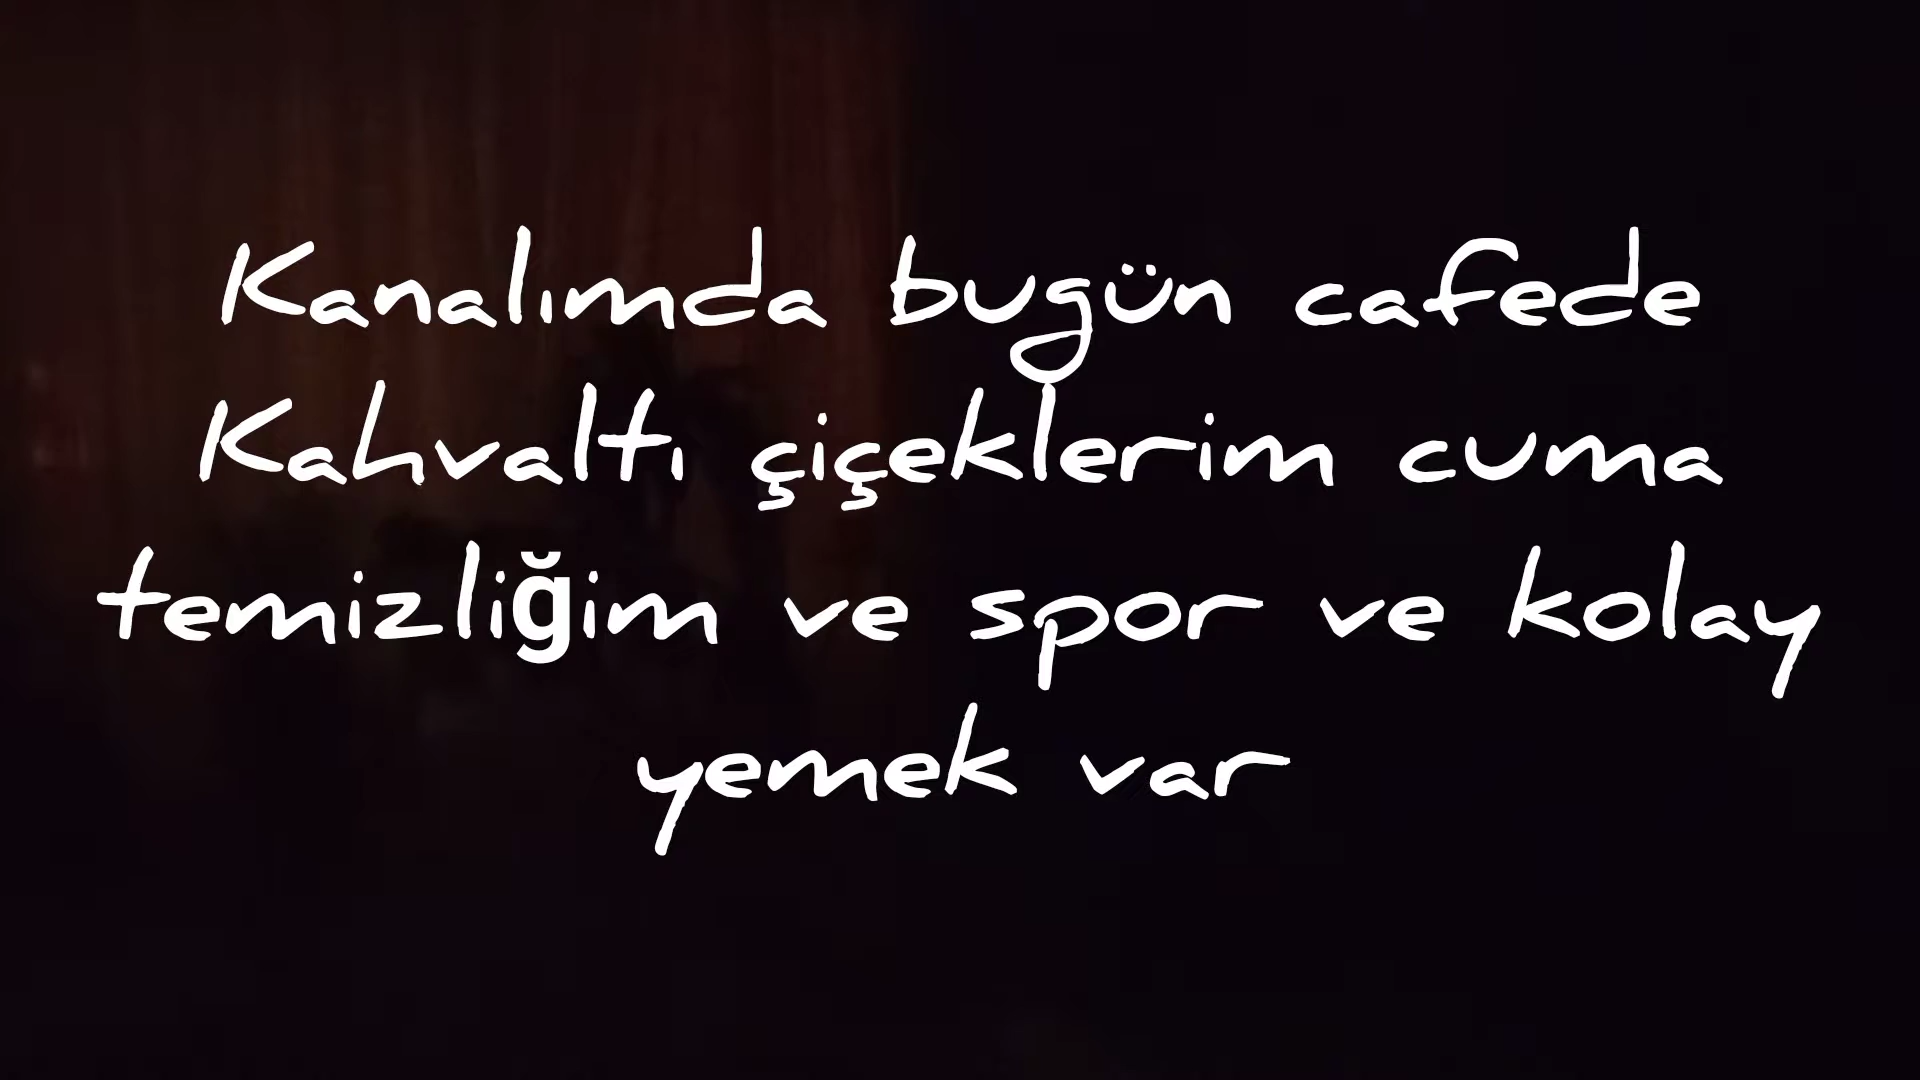 Kanalımda bugün cafede
Kahvaltı çiçeklerim cuma
temizliğim ve spor ve kolay
yemek var